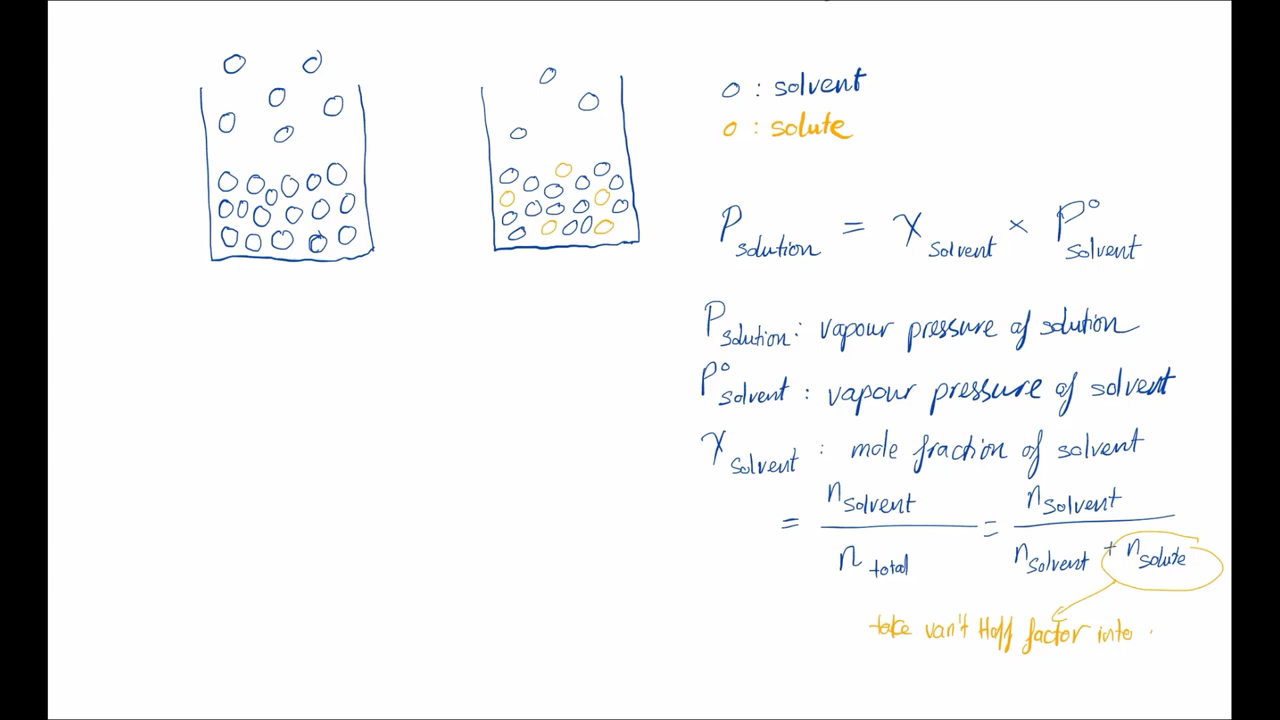 o : solvent
o : solute
P solution = χ solvent × P° solvent
P solution : vapour pressure of solution
P° solvent : vapour pressure of solvent
χ solvent : mole fraction of solvent
= n solvent / n total = n solvent / n solvent + n solute
take van't Hoff factor into